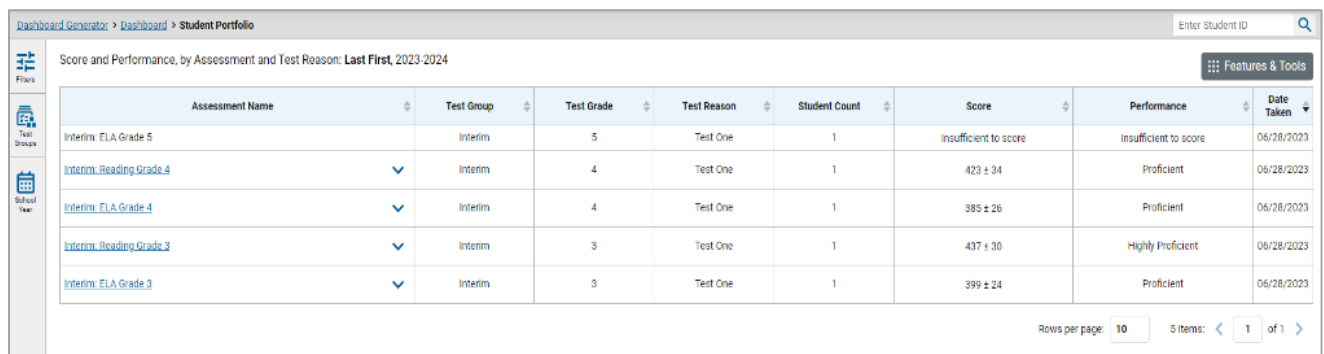 Dashboard Generator > Dashboard > Student Portfolio
Enter Student ID
Filters
Score and Performance, by Assessment and Test Reason: Last First, 2023-2024
Features & Tools
Test Groups
School Year
Assessment Name Test Group Test Grade Test Reason Student Count Score Performance Date Taken
Interim: ELA Grade 5 Interim 5 Test One 1 Insufficient to score Insufficient to score 06/28/2023
Interim: Reading Grade 4 Interim 4 Test One 1 423 ± 34 Proficient 06/28/2023
Interim: ELA Grade 4 Interim 4 Test One 1 385 ± 26 Proficient 06/28/2023
Interim: Reading Grade 3 Interim 3 Test One 1 437 ± 30 Highly Proficient 06/28/2023
Interim: ELA Grade 3 Interim 3 Test One 1 399 ± 24 Proficient 06/28/2023
Rows per page: 10 5 Items: 1 of 1